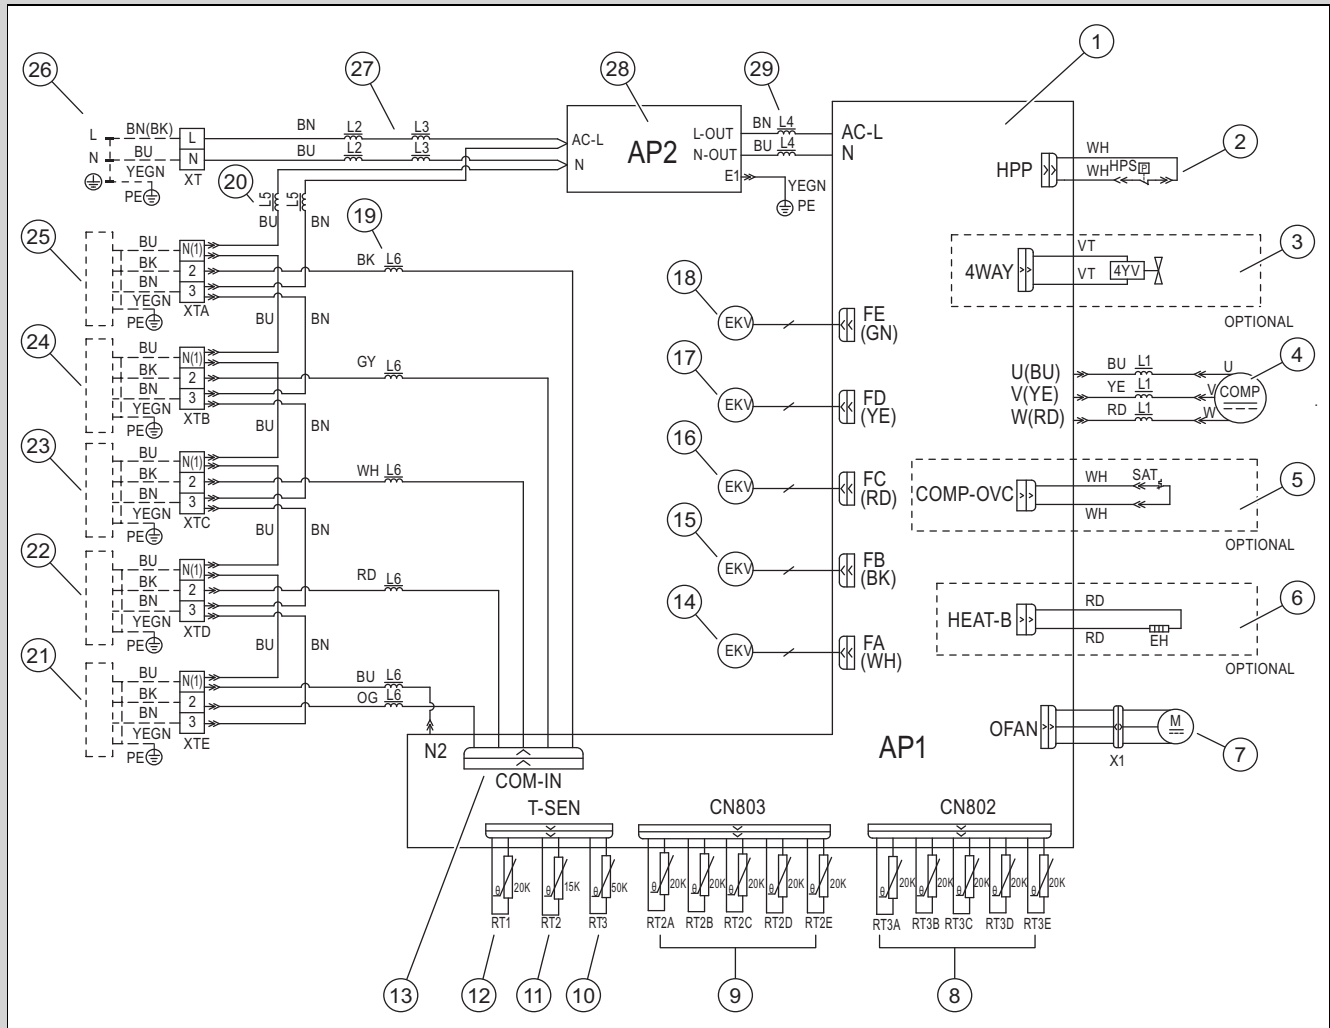 26
27
28
29
1
L
BN(BK)
L
BN
L2
L3
AC-L
AP2
L-OUT
BN
L4
AC-L
N
BU
N
BU
L2
L3
N
N-OUT
BU
L4
N
YEGN
XT
E1
YEGN
PE
PE
HPP
WH
WH
HPS
P
2
20
L5
L5
BU
BN
19
25
BU
N(1)
BK
2
BK
L6
BN
3
YEGN
XTA
PE
BU
BN
4WAY
VT
VT
4YV
3
OPTIONAL
18
EKV
FE
(GN)
24
BU
N(1)
BK
2
GY
L6
BN
3
YEGN
XTB
PE
BU
BN
17
EKV
FD
(YE)
U(BU)
BU
L1
U
V(YE)
YE
L1
V
W(RD)
RD
L1
W
COMP
4
23
BU
N(1)
BK
2
WH
L6
BN
3
YEGN
XTC
PE
BU
BN
16
EKV
FC
(RD)
COMP-OVC
WH
SAT
WH
5
OPTIONAL
22
BU
N(1)
BK
2
RD
L6
BN
3
YEGN
XTD
PE
BU
BN
15
EKV
FB
(BK)
HEAT-B
RD
RD
EH
6
OPTIONAL
14
EKV
FA
(WH)
21
BU
N(1)
BU
L6
BK
2
OG
L6
BN
3
YEGN
XTE
PE
N2
COM-IN
AP1
OFAN
X1
M
7
T-SEN
CN803
CN802
θ 20K
θ 15K
θ 50K
θ 20K
θ 20K
θ 20K
θ 20K
θ 20K
θ 20K
θ 20K
θ 20K
θ 20K
θ 20K
RT1
RT2
RT3
RT2A
RT2B
RT2C
RT2D
RT2E
RT3A
RT3B
RT3C
RT3D
RT3E
13
12
11
10
9
8